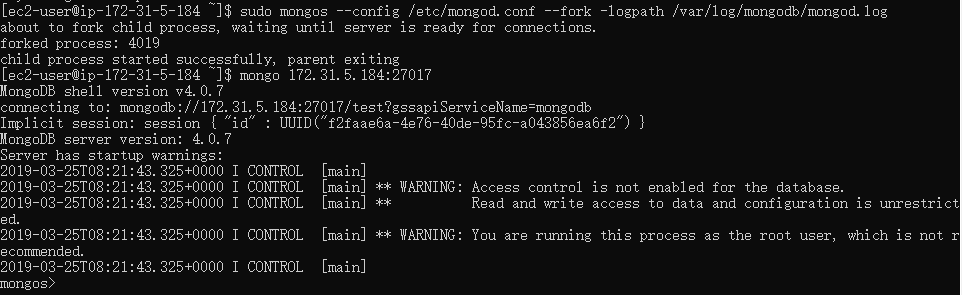 [ec2-user@ip-172-31-5-184 ~]$ sudo mongos --config /etc/mongod.conf --fork -logpath /var/log/mongodb/mongod.log
about to fork child process, waiting until server is ready for connections.
forked process: 4019
child process started successfully, parent exiting
[ec2-user@ip-172-31-5-184 ~]$ mongo 172.31.5.184:27017
MongoDB shell version v4.0.7
connecting to: mongodb://172.31.5.184:27017/test?gssapiServiceName=mongodb
Implicit session: session { "id" : UUID("f2faae6a-4e76-40de-95fc-a043856ea6f2") }
MongoDB server version: 4.0.7
Server has startup warnings:
2019-03-25T08:21:43.325+0000 I CONTROL  [main]
2019-03-25T08:21:43.325+0000 I CONTROL  [main] ** WARNING: Access control is not enabled for the database.
2019-03-25T08:21:43.325+0000 I CONTROL  [main] **          Read and write access to data and configuration is unrestrict
ed.
2019-03-25T08:21:43.325+0000 I CONTROL  [main] ** WARNING: You are running this process as the root user, which is not r
ecommended.
2019-03-25T08:21:43.325+0000 I CONTROL  [main]
mongos>